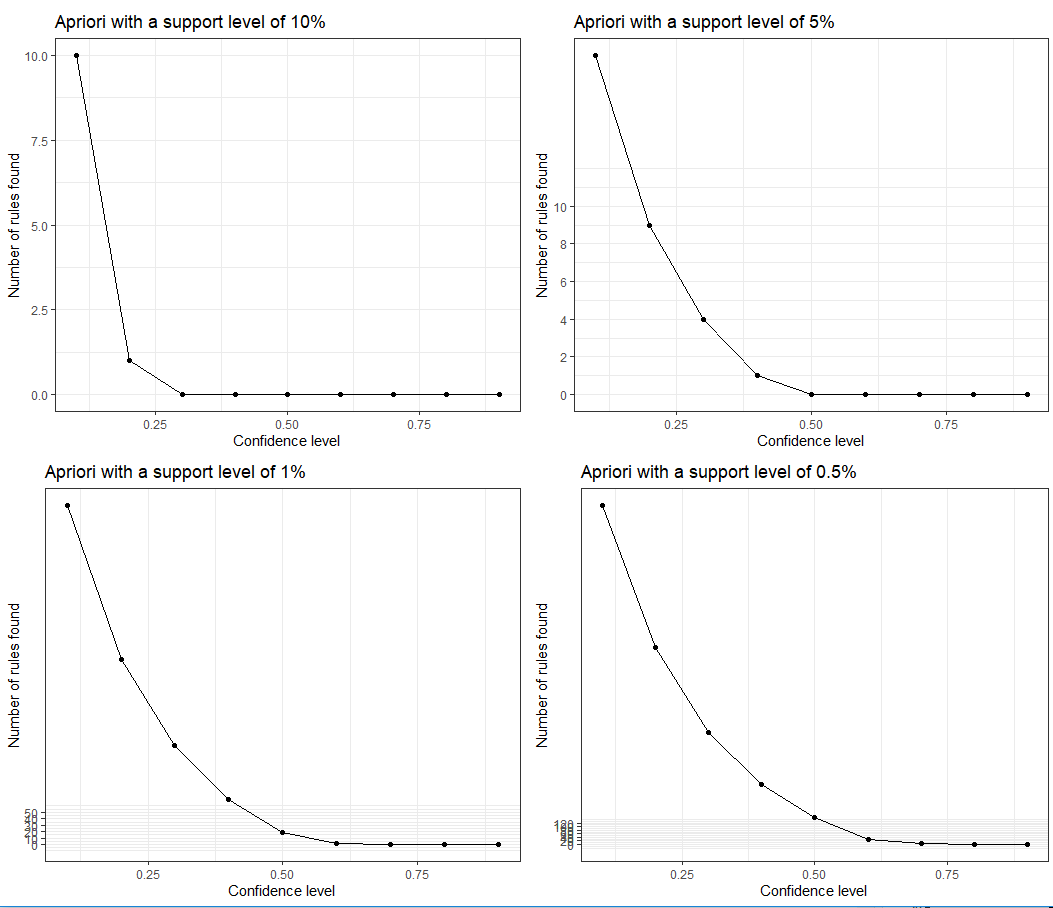 Apriori with a support level of 10%
Number of rules found
10.0
7.5
5.0
2.5
0.0
0.25 0.50 0.75
Confidence level
Apriori with a support level of 5%
Number of rules found
10
8
6
4
2
0
0.25 0.50 0.75
Confidence level
Apriori with a support level of 1%
Number of rules found
50
0
0.25 0.50 0.75
Confidence level
Apriori with a support level of 0.5%
Number of rules found
0
0.25 0.50 0.75
Confidence level